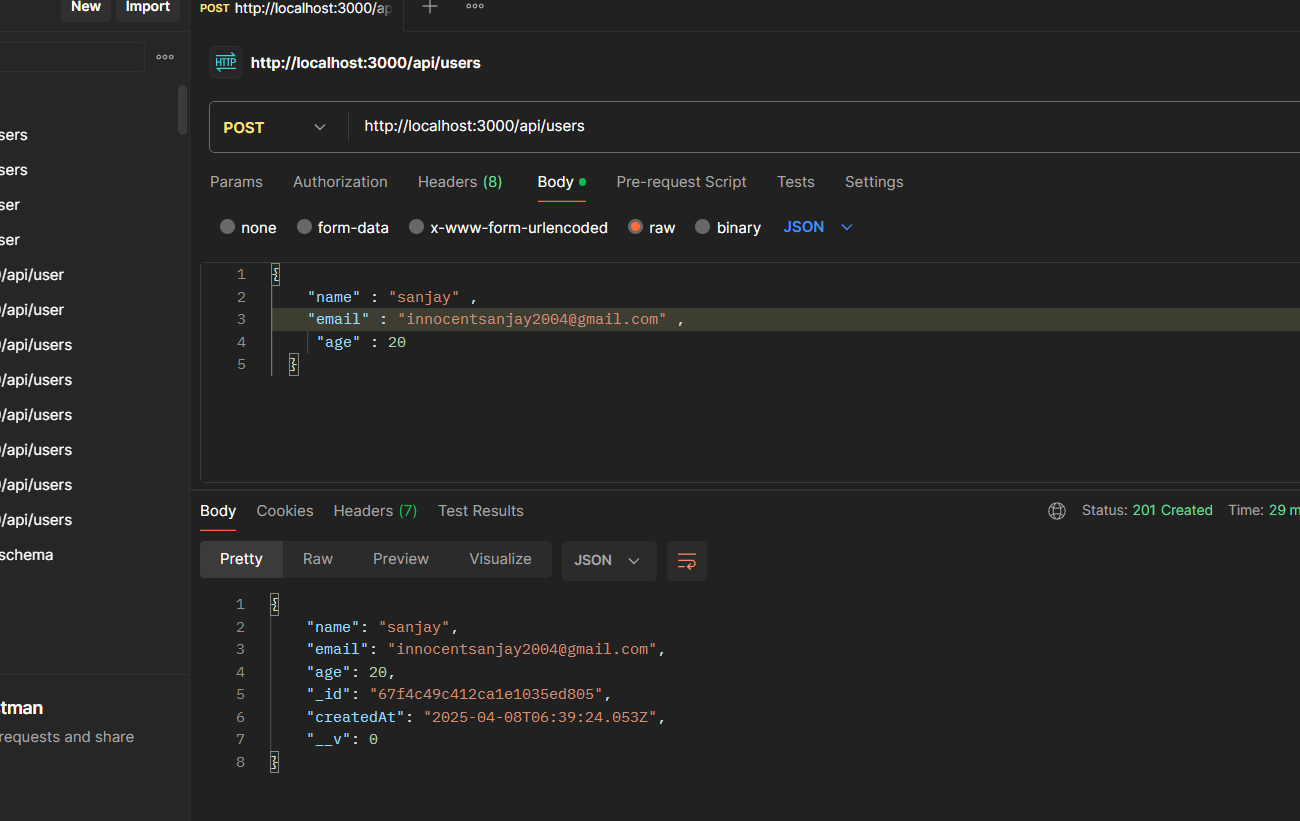 New Import
POST http://localhost:3000/ap
HTTP http://localhost:3000/api/users
POST http://localhost:3000/api/users
Params Authorization Headers (8) Body Pre-request Script Tests Settings
none form-data x-www-form-urlencoded raw binary JSON
1 {
2 "name" : "sanjay" ,
3 "email" : "innocentsanjay2004@gmail.com" ,
4 "age" : 20
5 }
sers
sers
ser
ser
/api/user
/api/user
/api/users
/api/users
/api/users
/api/users
/api/users
/api/users
schema
tman
requests and share
Body Cookies Headers (7) Test Results Status: 201 Created Time: 29 m
Pretty Raw Preview Visualize JSON
1 {
2 "name": "sanjay",
3 "email": "innocentsanjay2004@gmail.com",
4 "age": 20,
5 "_id": "67f4c49c412ca1e1035ed805",
6 "createdAt": "2025-04-08T06:39:24.053Z",
7 "__v": 0
8 }